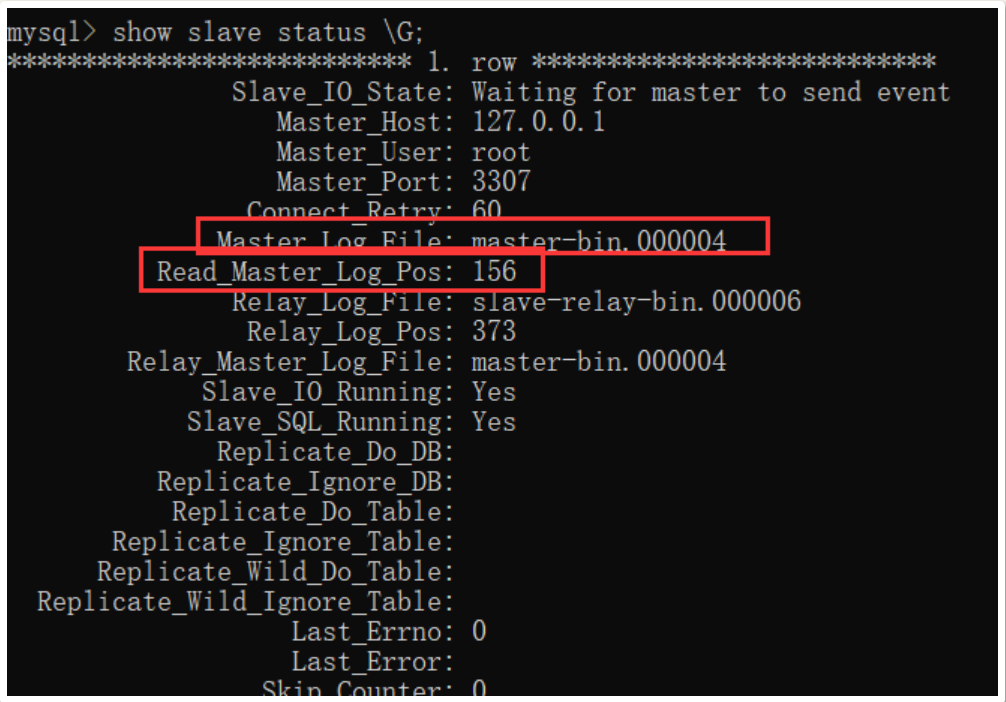 mysql> show slave status \G;
*************************** 1. row ***************************
Slave_IO_State: Waiting for master to send event
Master_Host: 127.0.0.1
Master_User: root
Master_Port: 3307
Connect_Retry: 60
Master_Log_File: master-bin.000004
Read_Master_Log_Pos: 156
Relay_Log_File: slave-relay-bin.000006
Relay_Log_Pos: 373
Relay_Master_Log_File: master-bin.000004
Slave_IO_Running: Yes
Slave_SQL_Running: Yes
Replicate_Do_DB:
Replicate_Ignore_DB:
Replicate_Do_Table:
Replicate_Ignore_Table:
Replicate_Wild_Do_Table:
Replicate_Wild_Ignore_Table:
Last_Errno: 0
Last_Error:
Skip_Counter: 0